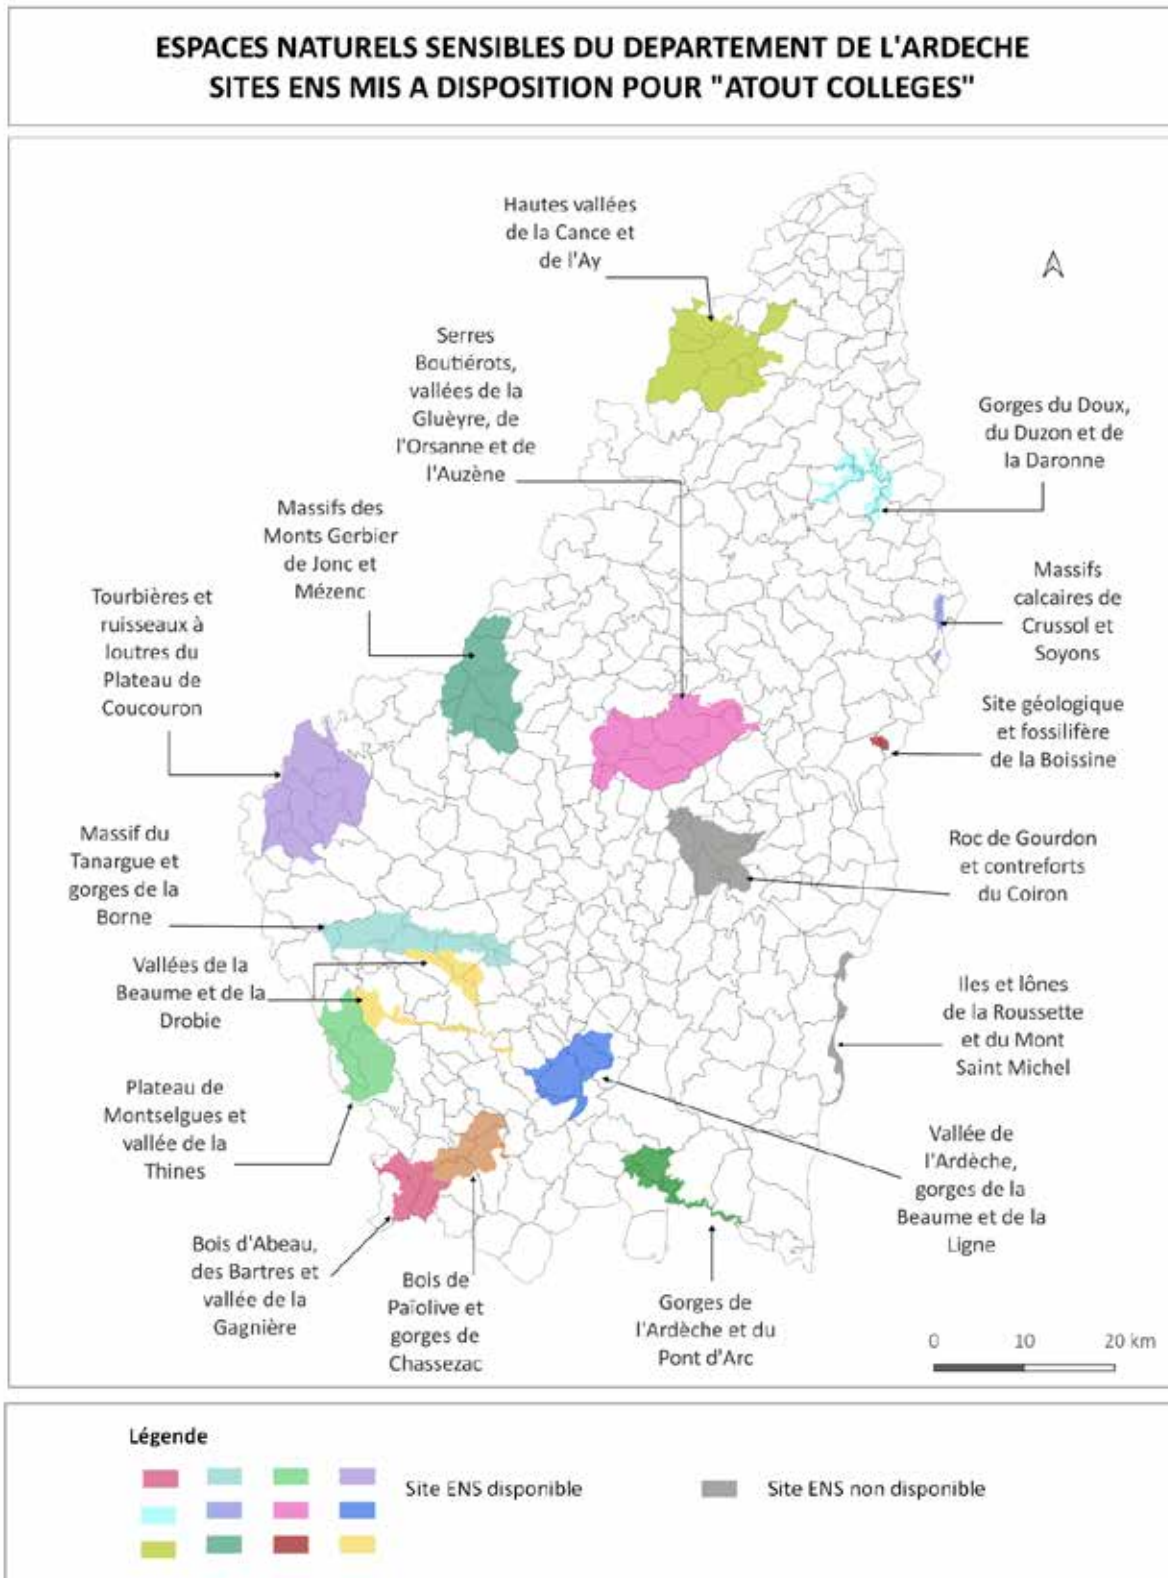 ESPACES NATURELS SENSIBLES DU DEPARTEMENT DE L'ARDECHE
SITES ENS MIS A DISPOSITION POUR "ATOUT COLLEGES"
Hautes vallées
de la Cance et
de l'Ay
Serres
Boutiérots,
vallées de la
Gluèyre, de
l'Orsanne et de
l'Auzène
Gorges du Doux,
du Duzon et de
la Daronne
Massifs des
Monts Gerbier
de Jonc et
Mézenc
Massifs
calcaires de
Crussol et
Soyons
Tourbières et
ruisseaux à
loutres du
Plateau de
Coucouron
Site géologique
et fossilifère
de la Boissine
Massif du
Tanargue et
gorges de la
Borne
Roc de Gourdon
et contreforts
du Coiron
Vallées de la
Beaume et de la
Drobie
Iles et lônes
de la Roussette
et du Mont
Saint Michel
Plateau de
Montselgues et
vallée de la
Thines
Vallée de
l'Ardèche,
gorges de la
Beaume et de la
Ligne
Bois d'Abeau,
des Bartres et
vallée de la
Gagnière
Bois de
Païolive et
gorges de
Chassezac
Gorges de
l'Ardèche et du
Pont d'Arc
0 10 20 km
Légende
Site ENS disponible
Site ENS non disponible